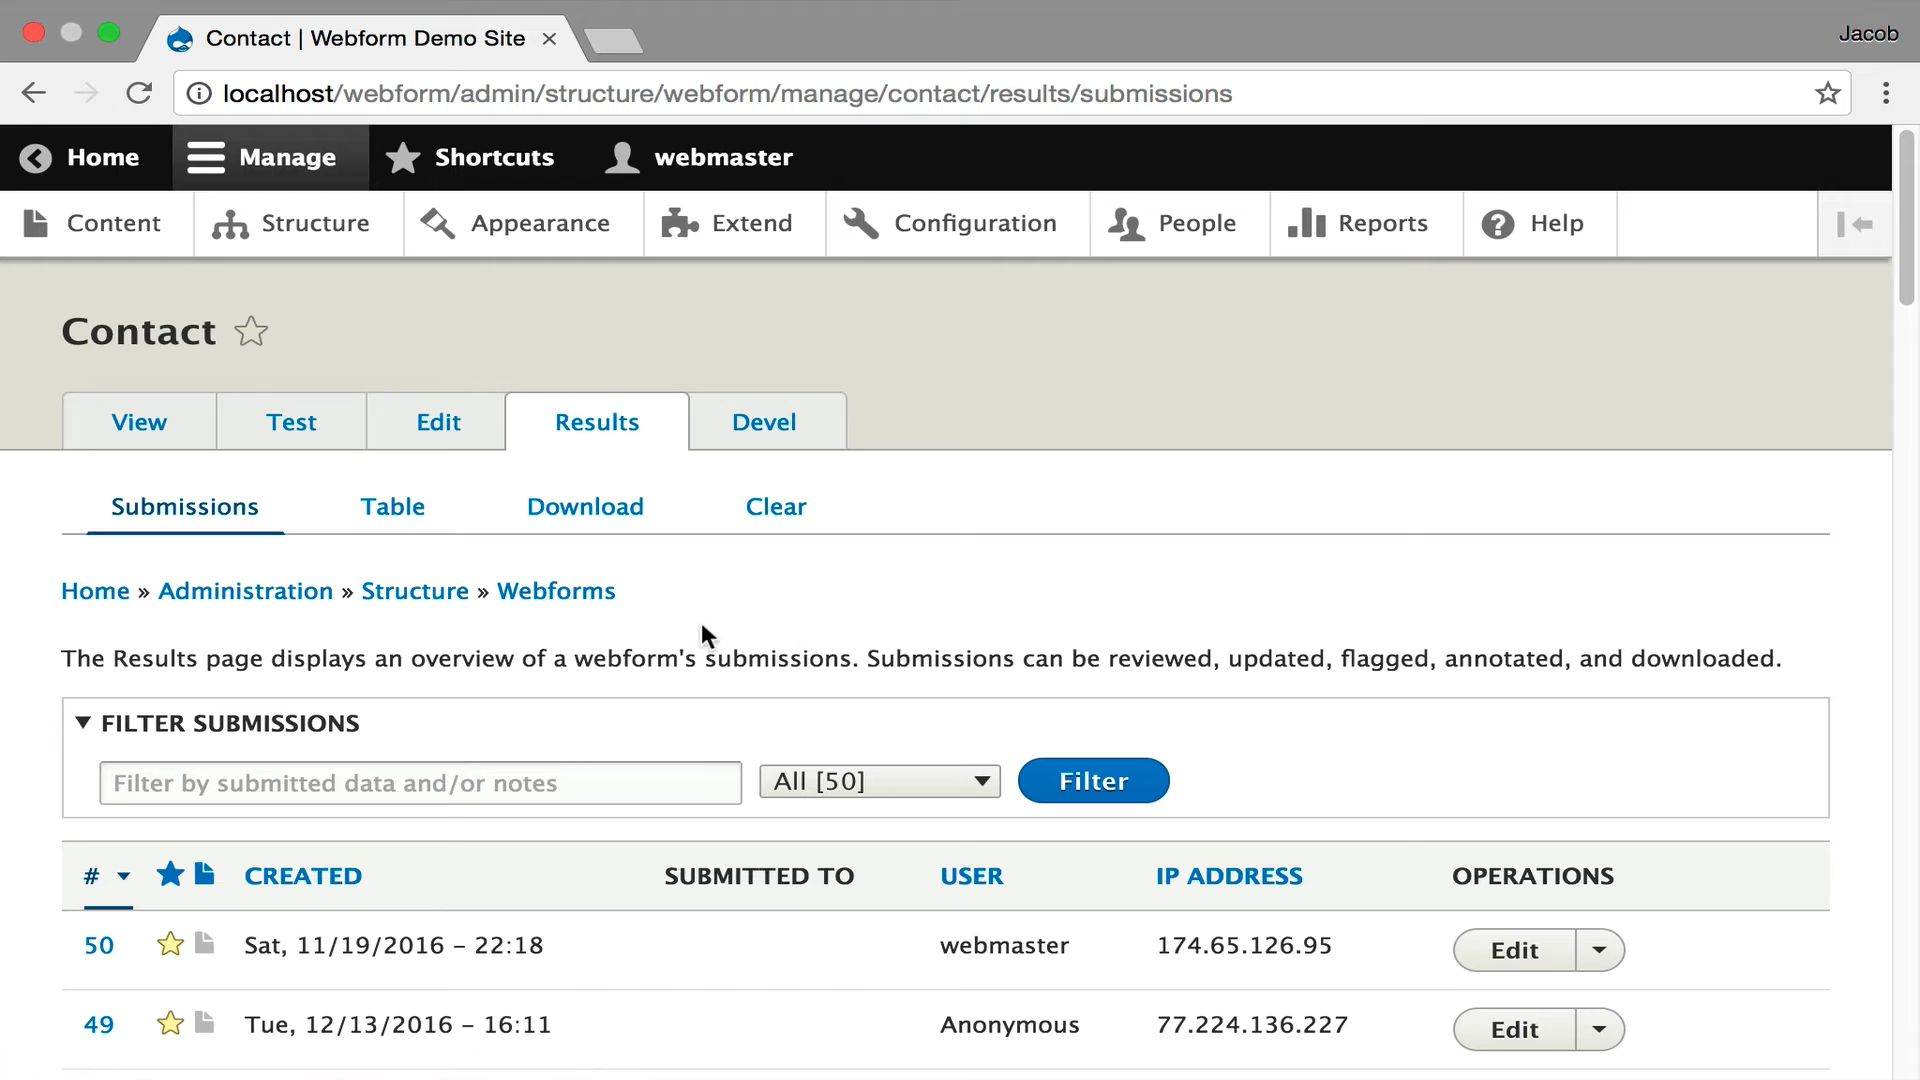 Contact | Webform Demo Site
Jacob
localhost/webform/admin/structure/webform/manage/contact/results/submissions
Home Manage Shortcuts webmaster
Content Structure Appearance Extend Configuration People Reports Help
Contact
View Test Edit Results Devel
Submissions Table Download Clear
Home » Administration » Structure » Webforms
The Results page displays an overview of a webform's submissions. Submissions can be reviewed, updated, flagged, annotated, and downloaded.
FILTER SUBMISSIONS
Filter by submitted data and/or notes All [50] Filter
# CREATED SUBMITTED TO USER IP ADDRESS OPERATIONS
50 Sat, 11/19/2016 – 22:18 webmaster 174.65.126.95 Edit
49 Tue, 12/13/2016 – 16:11 Anonymous 77.224.136.227 Edit